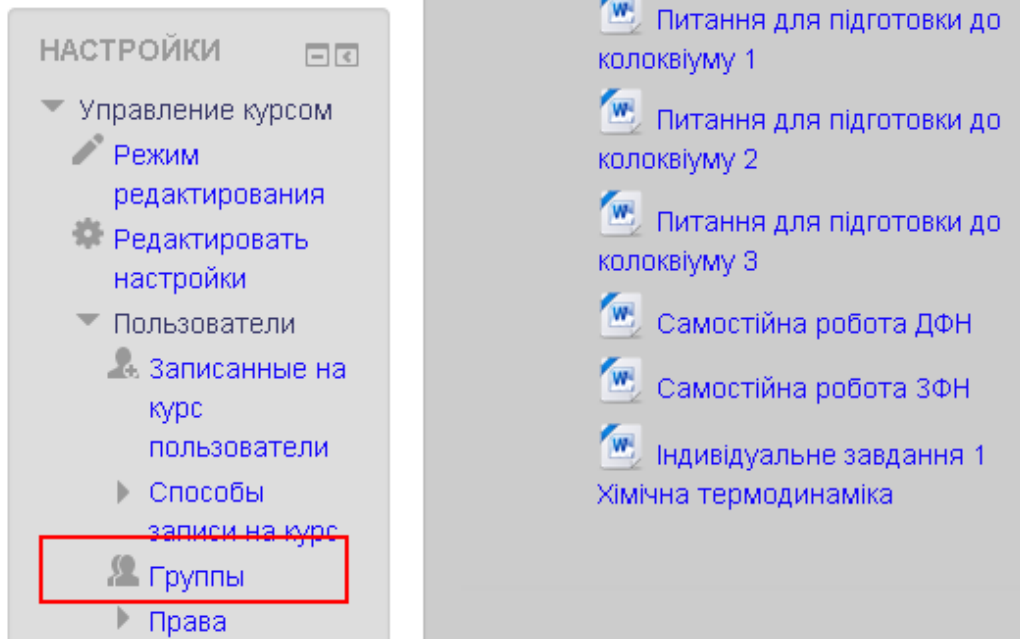 НАСТРОЙКИ
Управление курсом
Режим
редактирования
Редактировать
настройки
Пользователи
Записанные на
курс
пользователи
Способы
записи на курс
Группы
Права
Питання для підготовки до
колоквіуму 1
Питання для підготовки до
колоквіуму 2
Питання для підготовки до
колоквіуму 3
Самостійна робота ДФН
Самостійна робота ЗФН
Індивідуальне завдання 1
Хімічна термодинаміка